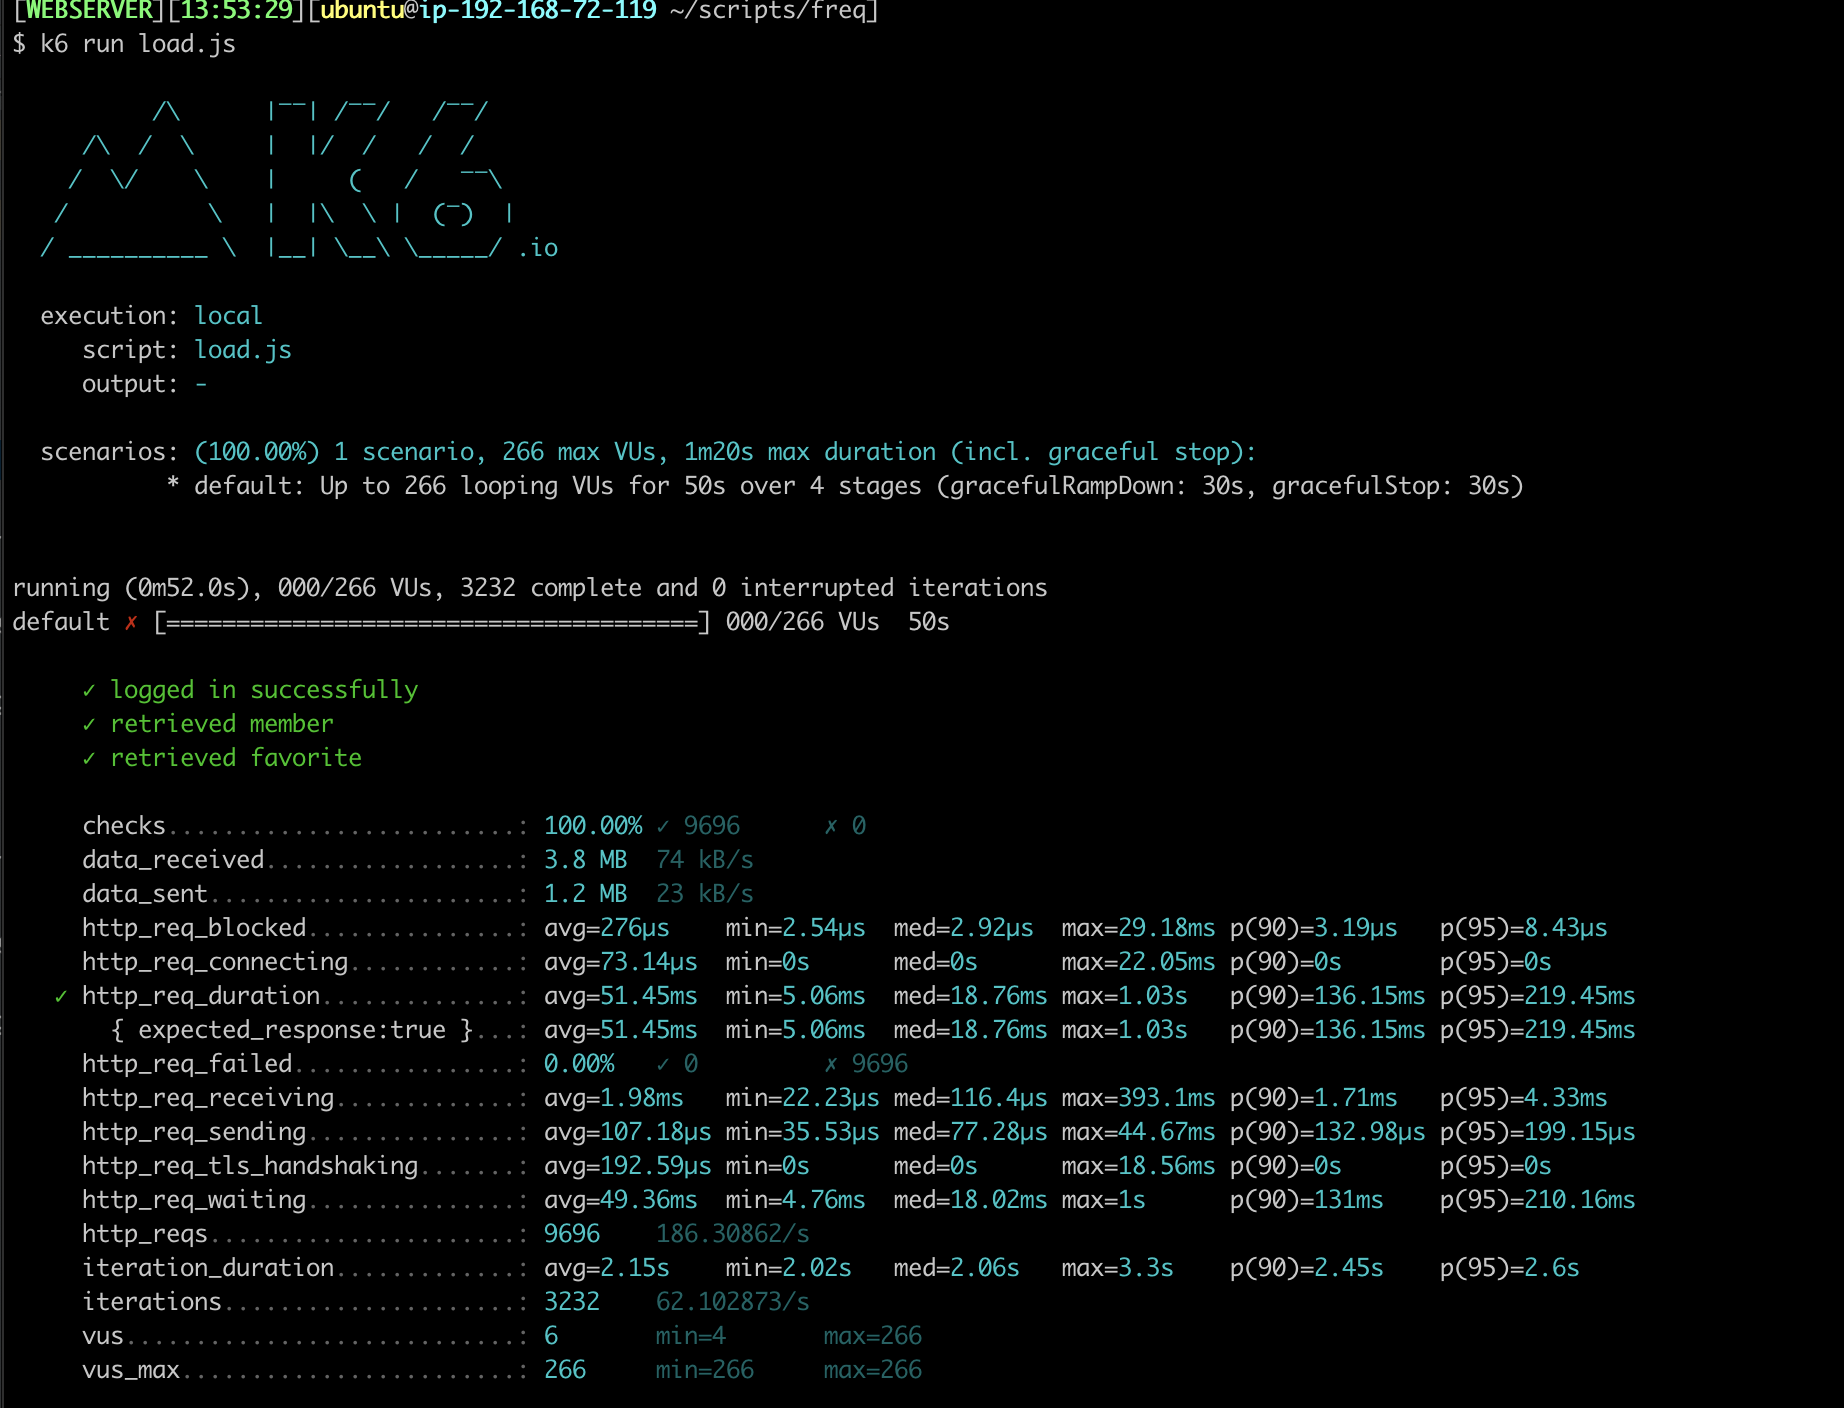 [WEBSERVER][13:53:29][ubuntu@ip-192-168-72-119 ~/scripts/freq]
$ k6 run load.js

          /\      |‾‾| /‾‾/   /‾‾/
     /\  /  \     |  |/  /   /  /
    /  \/    \    |     (   /   ‾‾\
   /          \   |  |\  \ |  (‾)  |
  / __________ \  |__| \__\ \_____/ .io

  execution: local
     script: load.js
     output: -

  scenarios: (100.00%) 1 scenario, 266 max VUs, 1m20s max duration (incl. graceful stop):
           * default: Up to 266 looping VUs for 50s over 4 stages (gracefulRampDown: 30s, gracefulStop: 30s)

running (0m52.0s), 000/266 VUs, 3232 complete and 0 interrupted iterations
default ✗ [======================================] 000/266 VUs  50s

     ✓ logged in successfully
     ✓ retrieved member
     ✓ retrieved favorite

     checks.........................: 100.00% ✓ 9696      ✗ 0
     data_received..................: 3.8 MB  74 kB/s
     data_sent......................: 1.2 MB  23 kB/s
     http_req_blocked...............: avg=276µs    min=2.54µs  med=2.92µs  max=29.18ms p(90)=3.19µs   p(95)=8.43µs
     http_req_connecting............: avg=73.14µs  min=0s      med=0s      max=22.05ms p(90)=0s       p(95)=0s
   ✓ http_req_duration..............: avg=51.45ms  min=5.06ms  med=18.76ms max=1.03s   p(90)=136.15ms p(95)=219.45ms
       { expected_response:true }...: avg=51.45ms  min=5.06ms  med=18.76ms max=1.03s   p(90)=136.15ms p(95)=219.45ms
     http_req_failed................: 0.00%   ✓ 0         ✗ 9696
     http_req_receiving.............: avg=1.98ms   min=22.23µs med=116.4µs max=393.1ms p(90)=1.71ms   p(95)=4.33ms
     http_req_sending...............: avg=107.18µs min=35.53µs med=77.28µs max=44.67ms p(90)=132.98µs p(95)=199.15µs
     http_req_tls_handshaking.......: avg=192.59µs min=0s      med=0s      max=18.56ms p(90)=0s       p(95)=0s
     http_req_waiting...............: avg=49.36ms  min=4.76ms  med=18.02ms max=1s      p(90)=131ms    p(95)=210.16ms
     http_reqs......................: 9696    186.30862/s
     iteration_duration.............: avg=2.15s    min=2.02s   med=2.06s   max=3.3s    p(90)=2.45s    p(95)=2.6s
     iterations.....................: 3232    62.102873/s
     vus............................: 6       min=4       max=266
     vus_max........................: 266     min=266     max=266